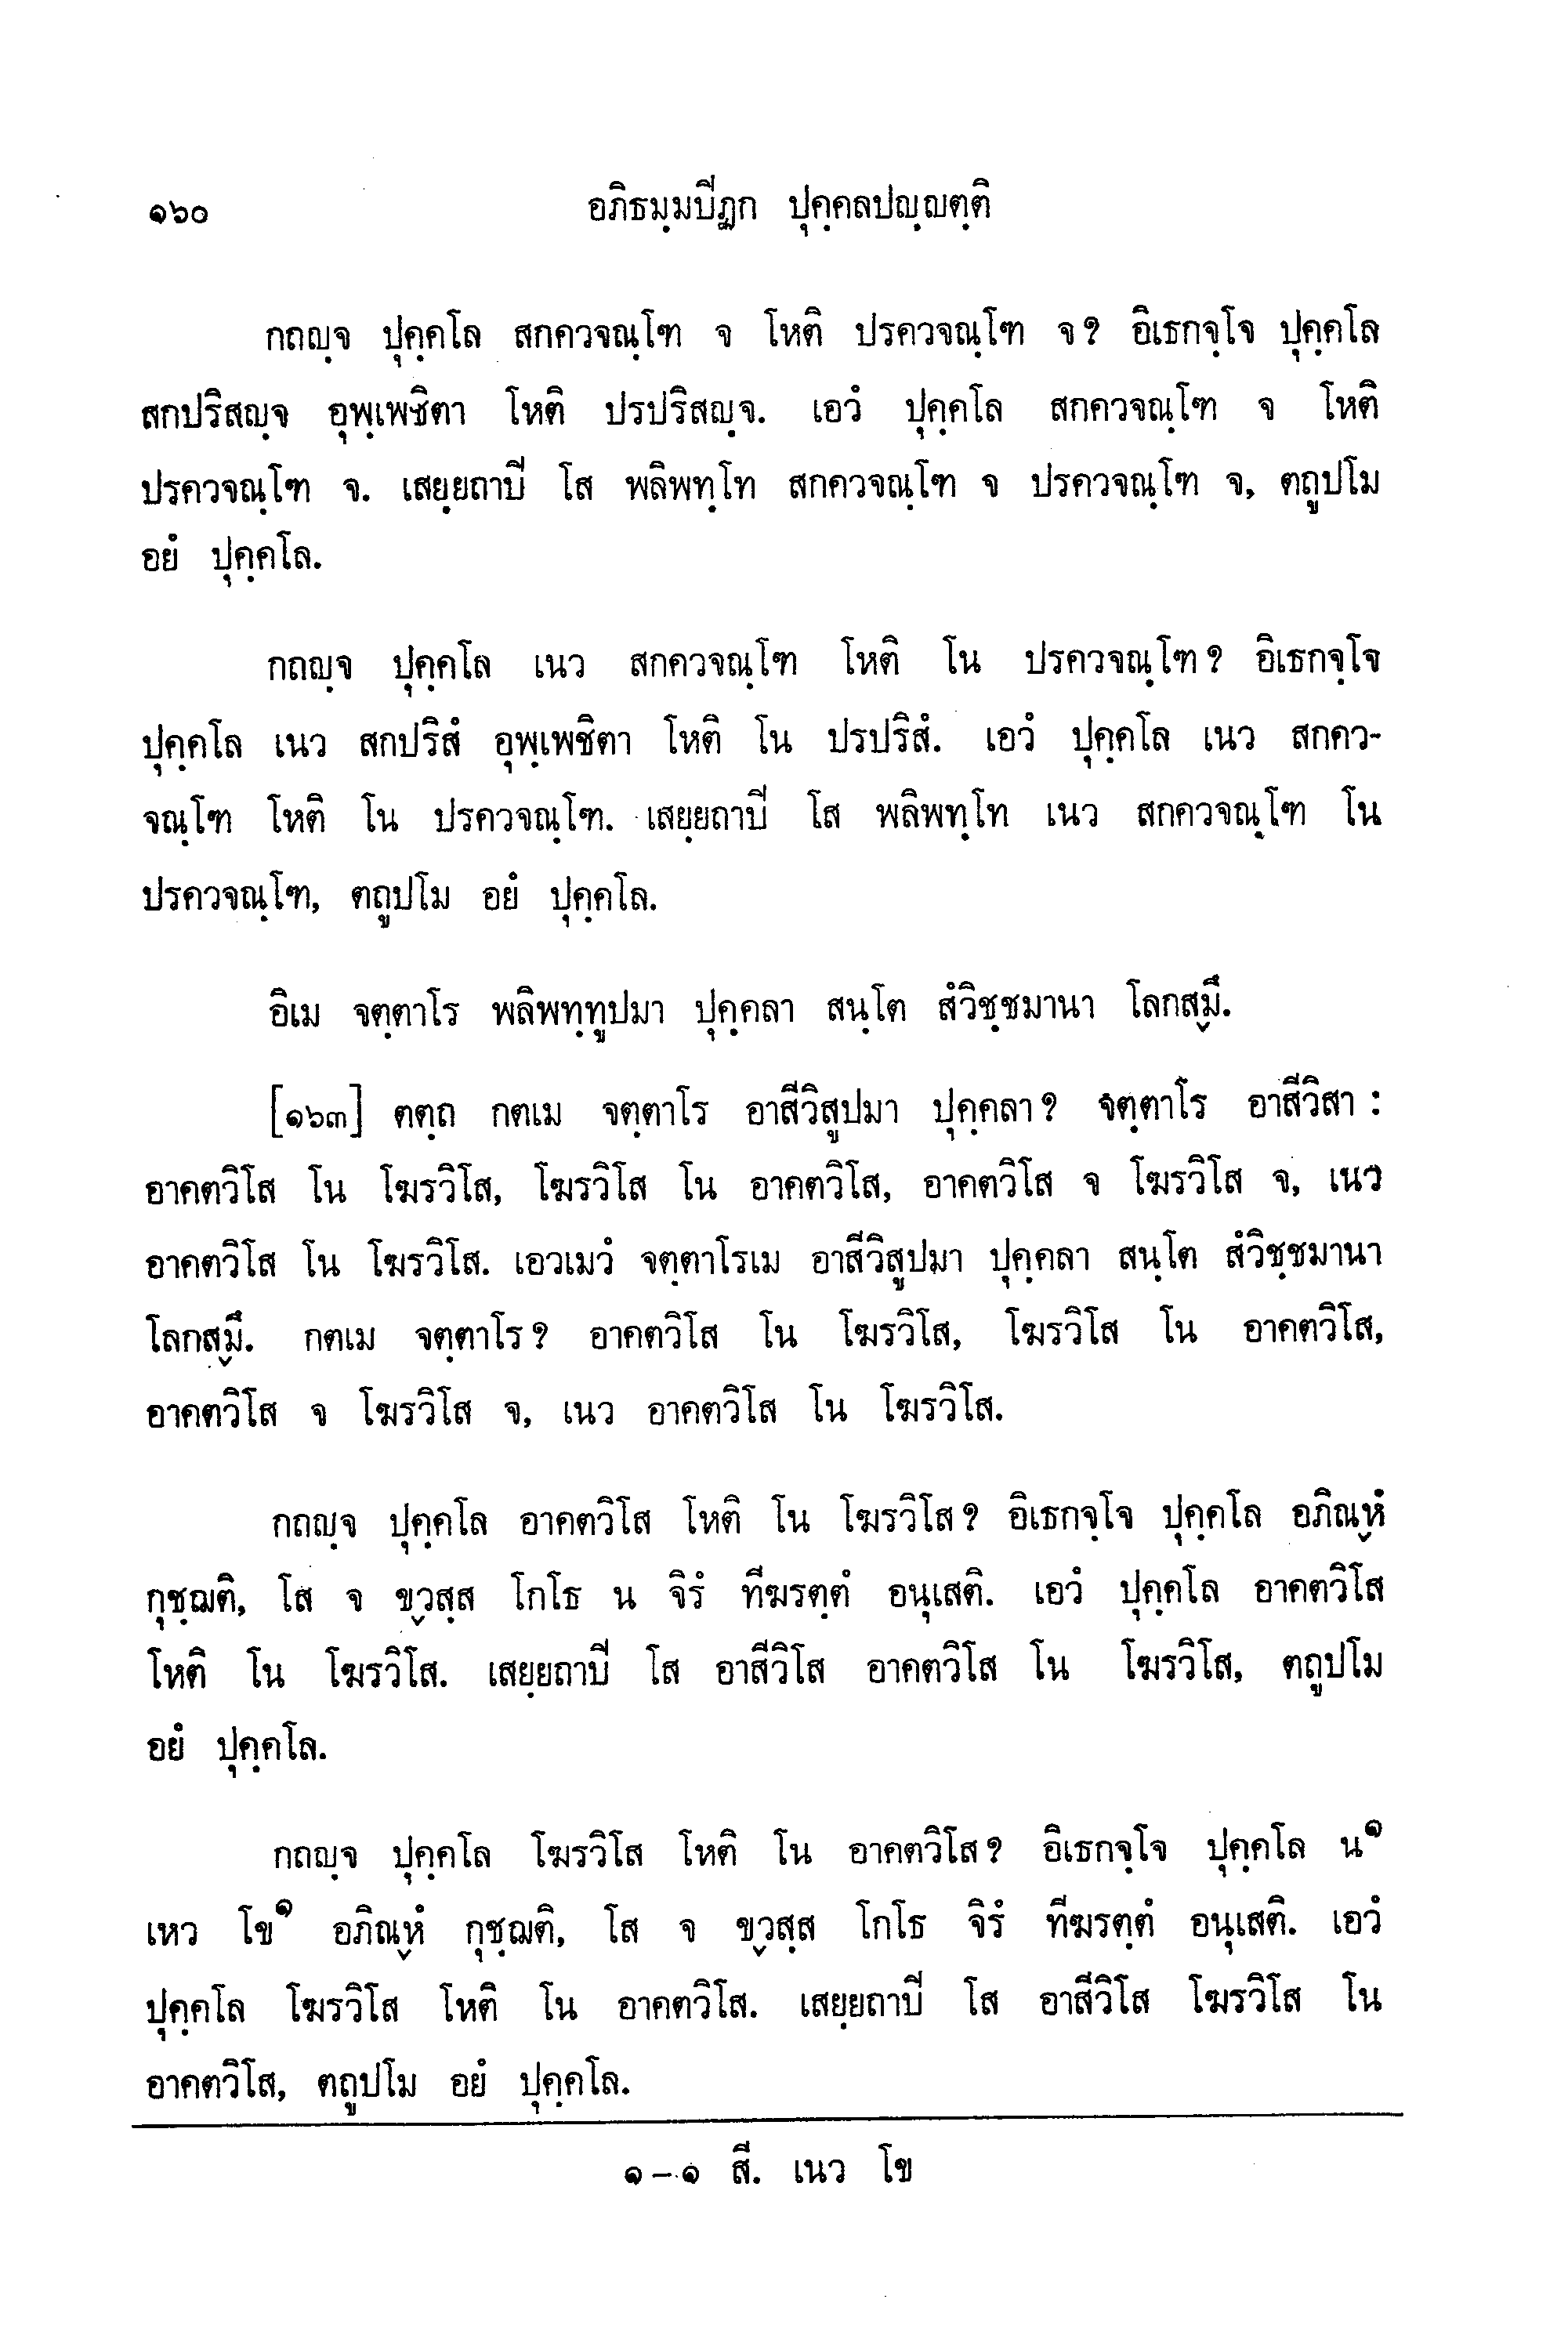 ๑๖๐ อภิธมฺมปีฏก ปุคฺคลปญฺญตฺติ
กถญฺจ ปุคฺคโล สกควจณฺโฑ จ โหติ ปรควจณฺโฑ จ? อิเธกจฺโจ ปุคฺคโล
สกปริสญฺจ อุพฺเพชิตา โหติ ปรปริสญฺจ. เอวํ ปุคฺคโล สกควจณฺโฑ จ โหติ
ปรควจณฺโฑ จ. เสยฺยถาปี โส พลิพทฺโท สกควจณฺโฑ จ ปรควจณฺโฑ จ, ตถูปโม
อยํ ปุคฺคโล.
กถญฺจ ปุคฺคโล เนว สกควจณฺโฑ โหติ โน ปรควจณฺโฑ? อิเธกจฺโจ
ปุคฺคโล เนว สกปริสํ อุพฺเพชิตา โหติ โน ปรปริสํ. เอวํ ปุคฺคโล เนว สกคว-
จณฺโฑ โหติ โน ปรควจณฺโฑ. เสยฺยถาปี โส พลิพทฺโท เนว สกควจณฺโฑ โน
ปรควจณฺโฑ, ตถูปโม อยํ ปุคฺคโล.
อิเม จตฺตาโร พลิพทฺทูปมา ปุคฺคลา สนฺโต สํวิชฺชมานา โลกสฺมึ.
[๑๖๓] ตตฺถ กตเม จตฺตาโร อาสีวิสูปมา ปุคฺคลา? จตฺตาโร อาสีวิสา :
อาคตวิโส โน โฆรวิโส, โฆรวิโส โน อาคตวิโส, อาคตวิโส จ โฆรวิโส จ, เนว
อาคตวิโส โน โฆรวิโส. เอวเมวํ จตฺตาโรเม อาสีวิสูปมา ปุคฺคลา สนฺโต สํวิชฺชมานา
โลกสฺมึ. กตเม จตฺตาโร? อาคตวิโส โน โฆรวิโส, โฆรวิโส โน อาคตวิโส,
อาคตวิโส จ โฆรวิโส จ, เนว อาคตวิโส โน โฆรวิโส.
กถญฺจ ปุคฺคโล อาคตวิโส โหติ โน โฆรวิโส? อิเธกจฺโจ ปุคฺคโล อภิณฺหํ
กุชฺฌติ, โส จ ขฺวสฺส โกโธ น จิรํ ทีฆรตฺตํ อนุเสติ. เอวํ ปุคฺคโล อาคตวิโส
โหติ โน โฆรวิโส. เสยฺยถาปี โส อาสีวิโส อาคตวิโส โน โฆรวิโส, ตถูปโม
อยํ ปุคฺคโล.
กถญฺจ ปุคฺคโล โฆรวิโส โหติ โน อาคตวิโส? อิเธกจฺโจ ปุคฺคโล น๑
เหว โข๑ อภิณฺหํ กุชฺฌติ, โส จ ขฺวสฺส โกโธ จิรํ ทีฆรตฺตํ อนุเสติ. เอวํ
ปุคฺคโล โฆรวิโส โหติ โน อาคตวิโส. เสยฺยถาปี โส อาสีวิโส โฆรวิโส โน
อาคตวิโส, ตถูปโม อยํ ปุคฺคโล.
๑–๑ สี. เนว โข